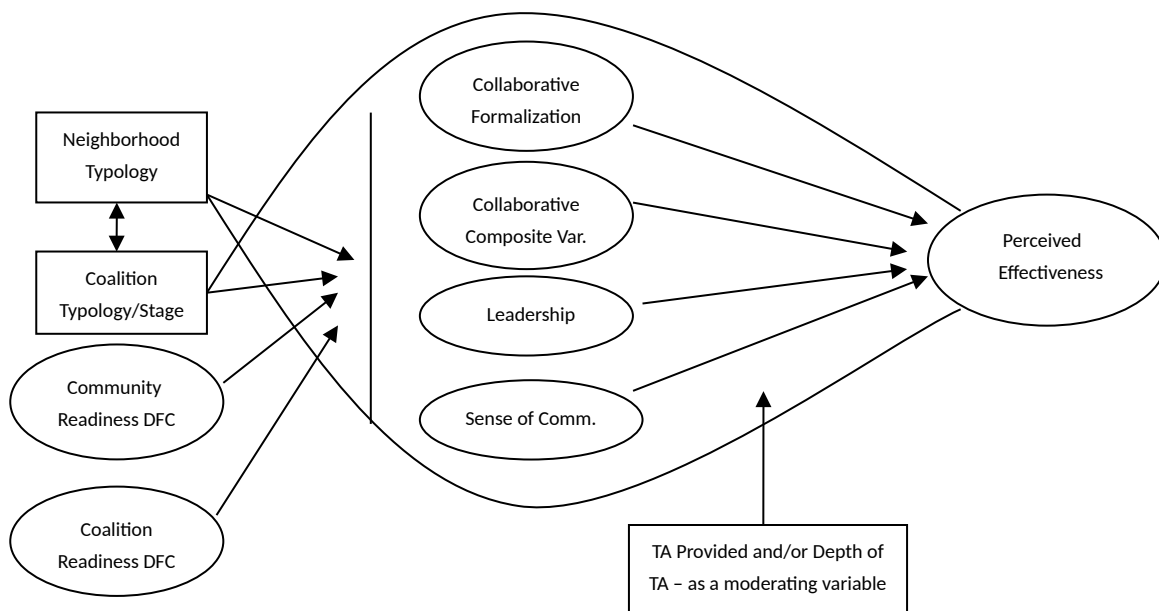 Neighborhood
Typology
Coalition
Typology/Stage
Community
Readiness DFC
Coalition
Readiness DFC
Collaborative
Formalization
Collaborative
Composite Var.
Leadership
Sense of Comm.
Perceived
Effectiveness
TA Provided and/or Depth of
TA – as a moderating variable